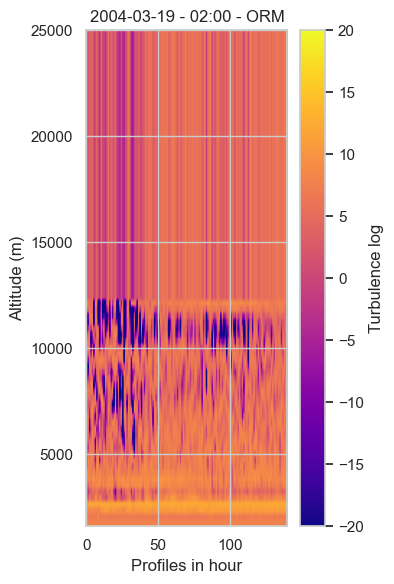 2004-03-19 - 02:00 - ORM
25000
20000
15000
10000
5000
Altitude (m)
0 50 100
Profiles in hour
20
15
10
5
0
−5
−10
−15
−20
Turbulence log